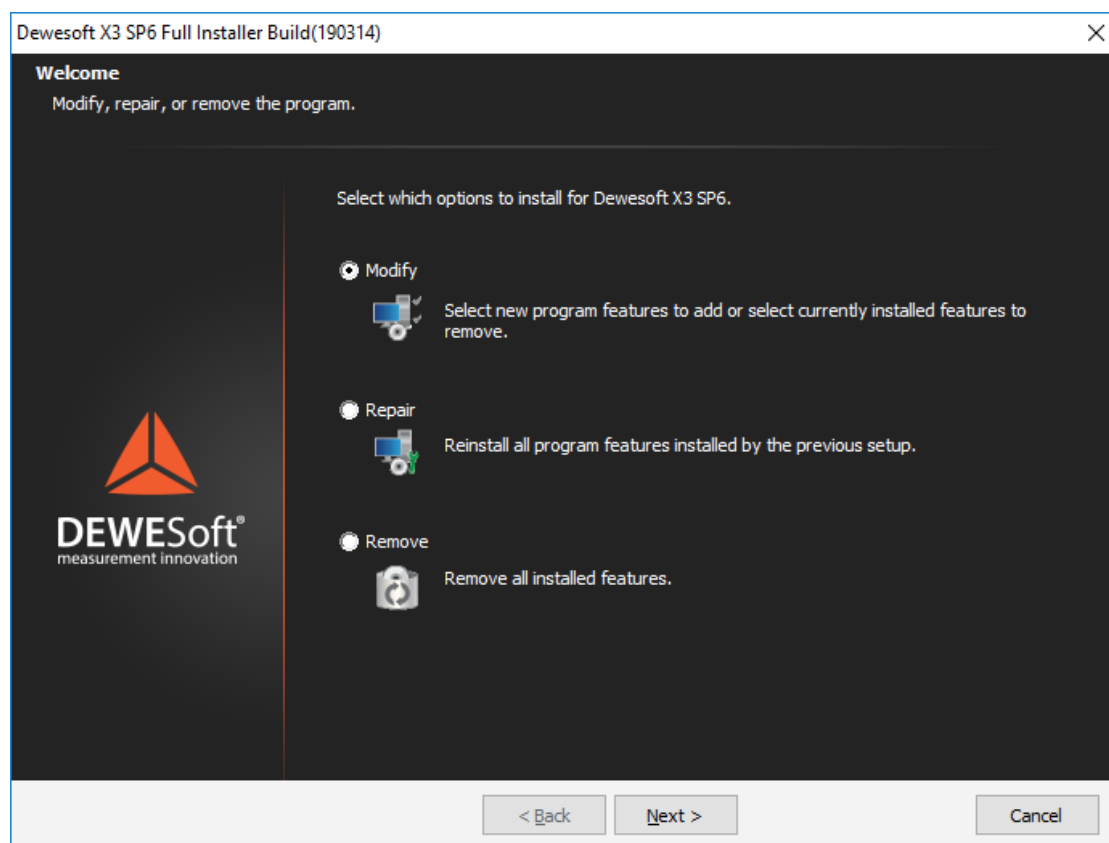 Dewesoft X3 SP6 Full Installer Build(190314)
Welcome
Modify, repair, or remove the program.
Select which options to install for Dewesoft X3 SP6.
Modify
Select new program features to add or select currently installed features to
remove.
Repair
Reinstall all program features installed by the previous setup.
Remove
Remove all installed features.
DEWESoft®
measurement innovation
< Back
Next >
Cancel